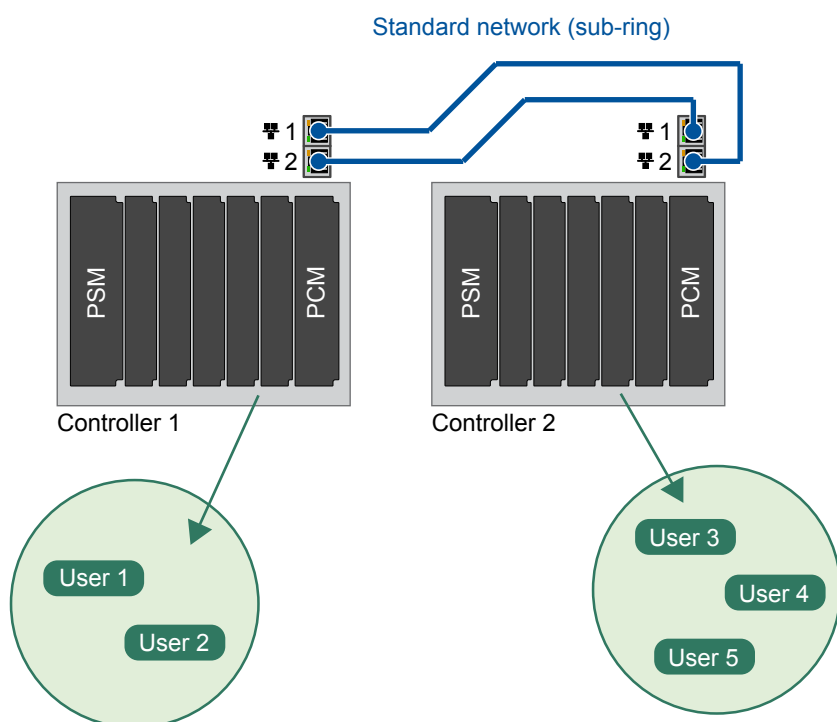 Standard network (sub-ring)
1
1
2
2
PSM
PCM
PSM
PCM
Controller 1
Controller 2
User 1
User 2
User 3
User 4
User 5